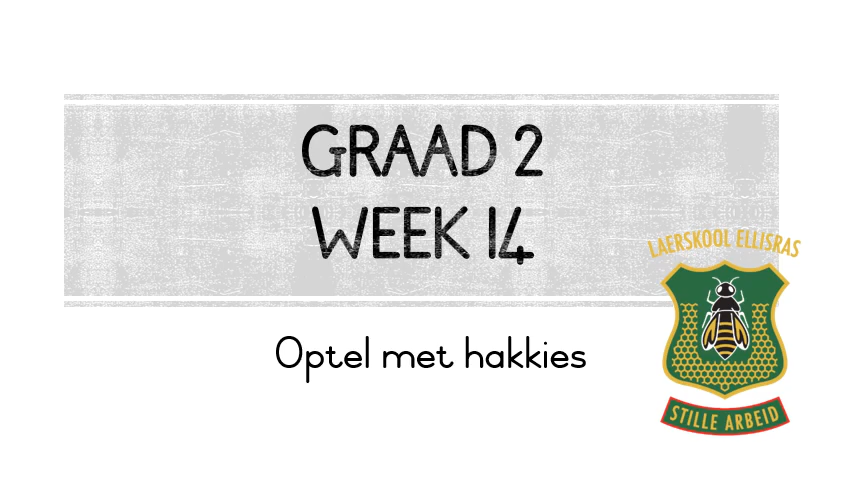 GRAAD 2
WEEK 14
LAERSKOOL ELLISRAS
Optel met hakkies
STILLE ARBEID